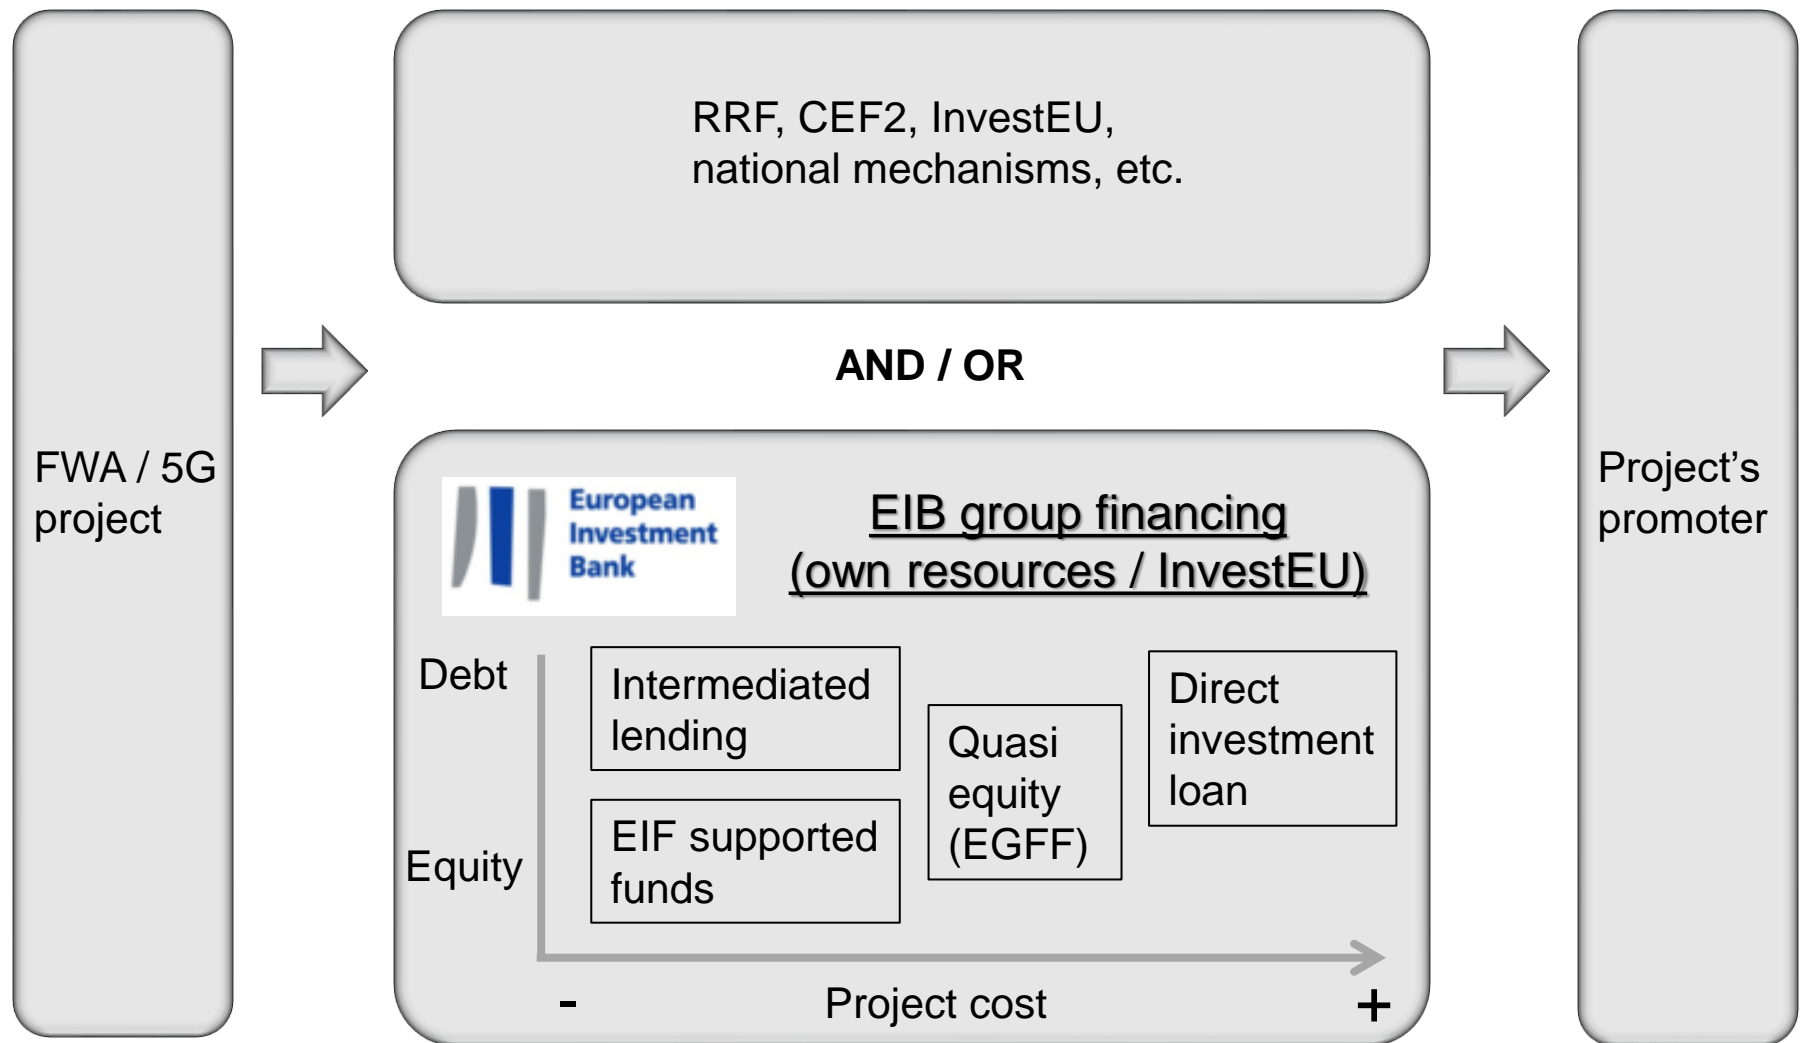 RRF, CEF2, InvestEU,
national mechanisms, etc.
AND / OR
FWA / 5G
project
European
Investment
Bank
EIB group financing
(own resources / InvestEU)
Debt
Intermediated
lending
Quasi
equity
(EGFF)
Direct
investment
loan
Equity
EIF supported
funds
-
Project cost
+
Project’s
promoter